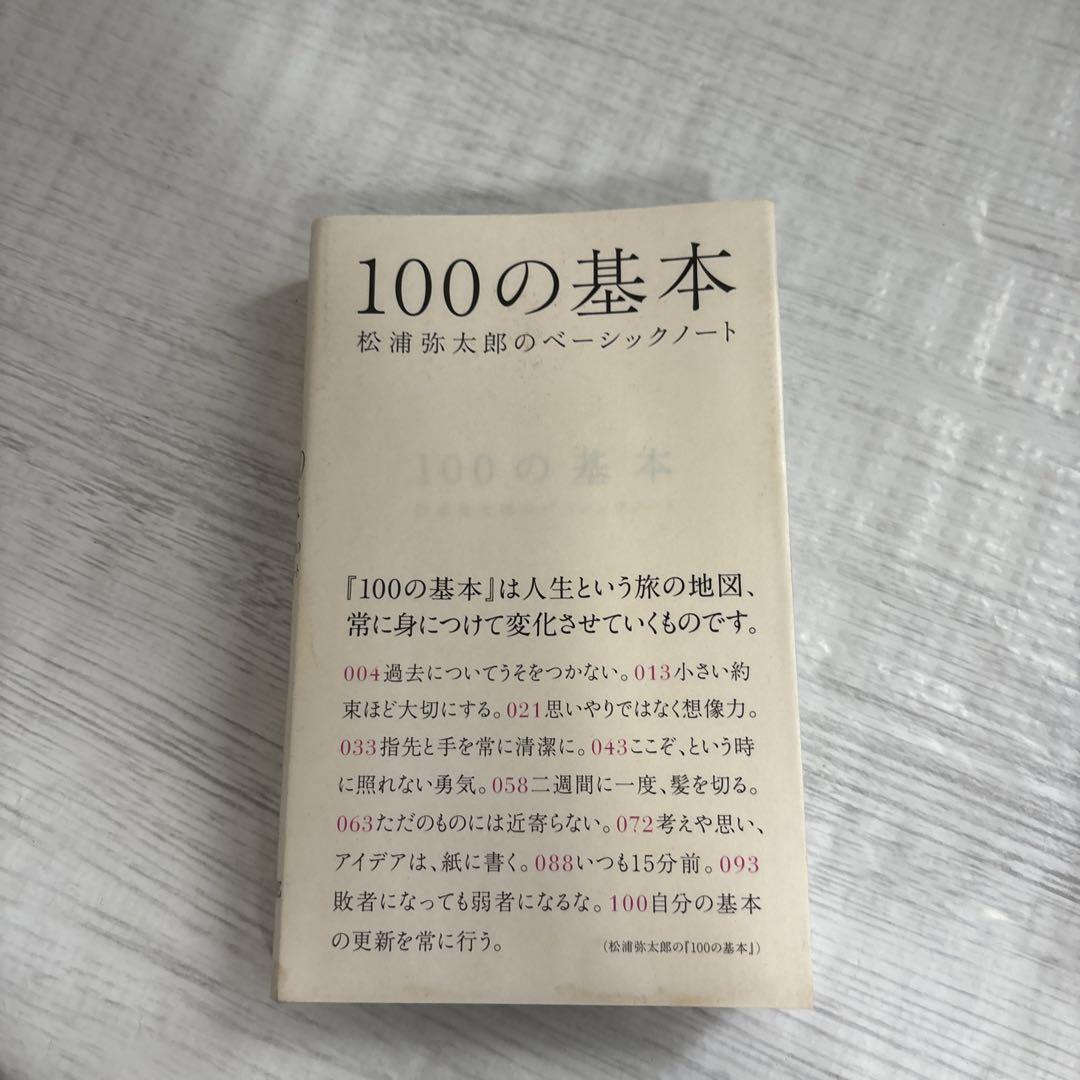 100の基本
松浦弥太郎のベーシックノート
100の基本
『100の基本』は人生という旅の地図、
常に身につけて変化させていくものです。
004過去についてうそをつかない。013小さい約
束ほど大切にする。021思いやりではなく想像力。
033指先と手を常に清潔に。043ここぞ、という時
に照れない勇気。058二週間に一度、髪を切る。
063ただのものには近寄らない。072考えや思い、
アイデアは、紙に書く。088いつも15分前。093
敗者になっても弱者になるな。100自分の基本
の更新を常に行う。
（松浦弥太郎の『100の基本』）